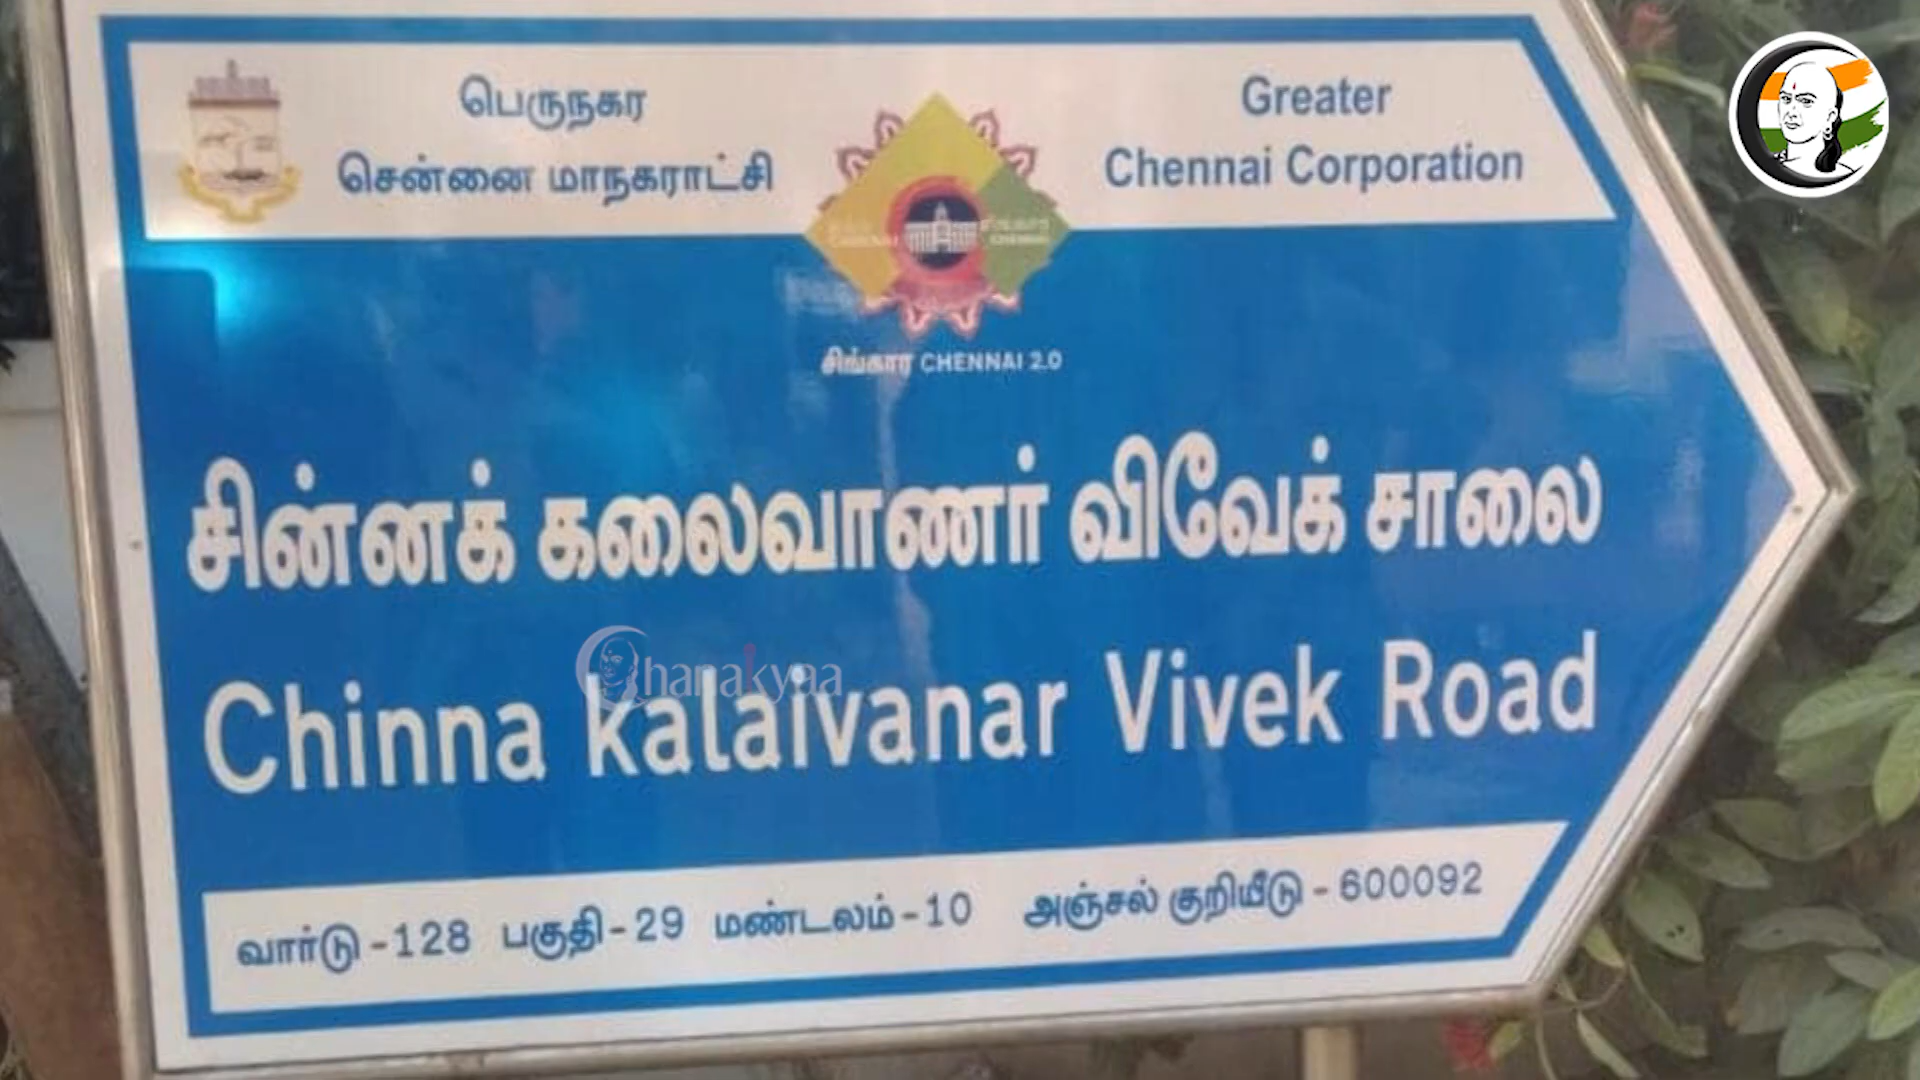 பெருநகர
சென்னை மாநகராட்சி
Greater
Chennai Corporation
சிங்கார CHENNAI 2.0
சின்னக் கலைவாணர் விவேக் சாலை
Chanakyaa
Chinna kalaivanar Vivek Road
வார்டு -128 பகுதி -29 மண்டலம் -10 அஞ்சல் குறியீடு - 600092